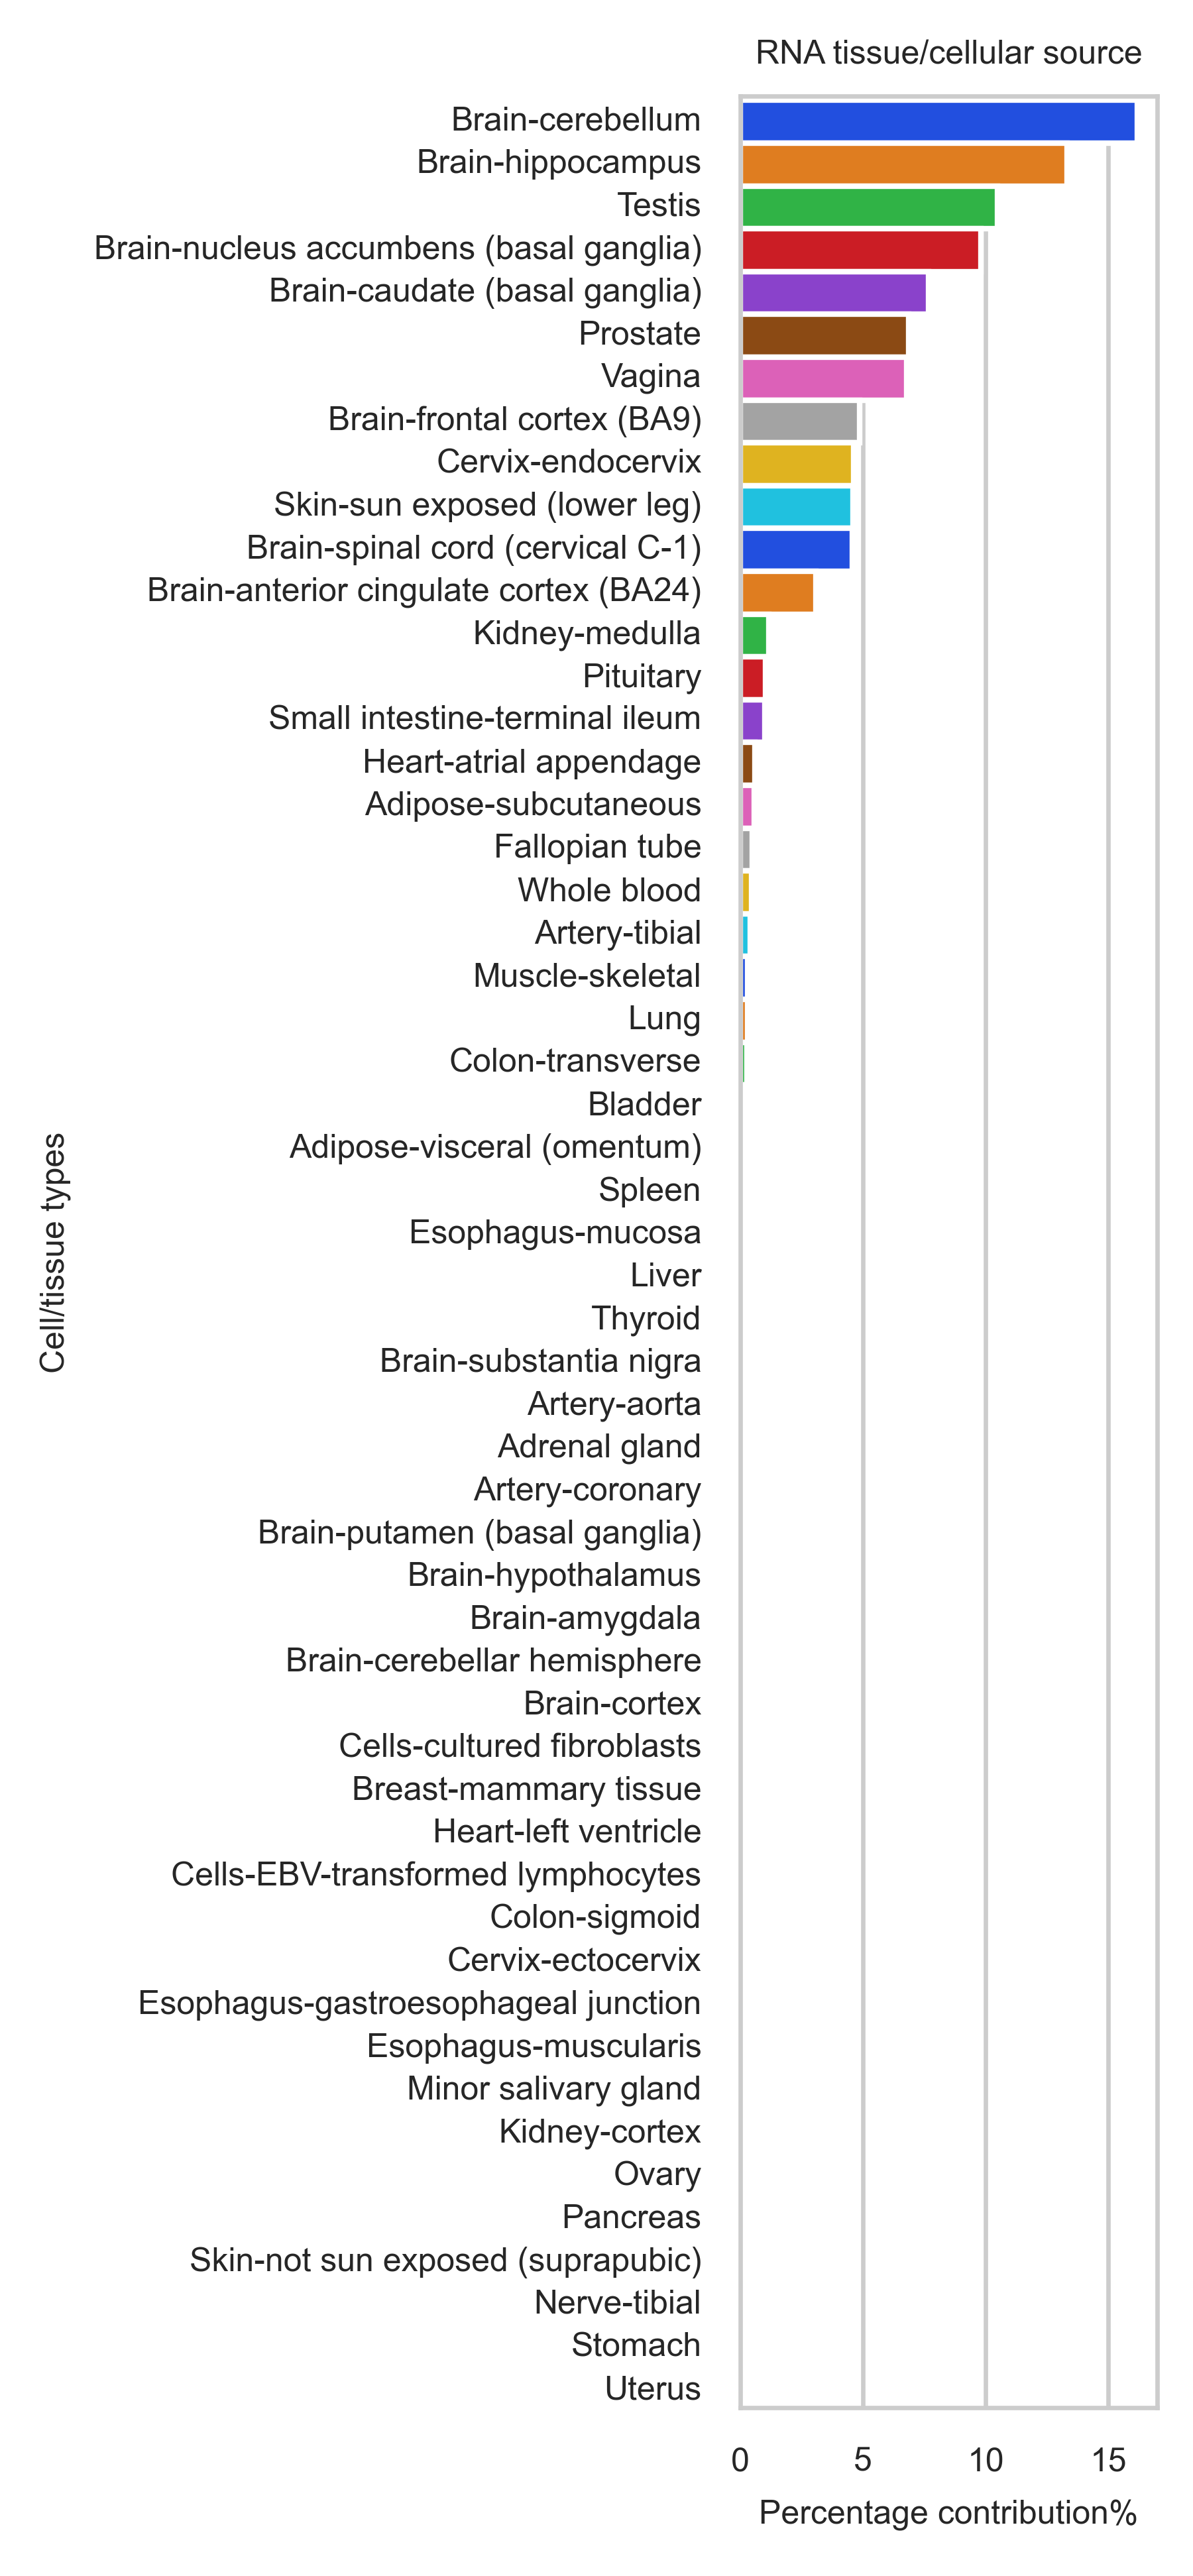 RNA tissue/cellular source
Brain-cerebellum
Brain-hippocampus
Testis
Brain-nucleus accumbens (basal ganglia)
Brain-caudate (basal ganglia)
Prostate
Vagina
Brain-frontal cortex (BA9)
Cervix-endocervix
Skin-sun exposed (lower leg)
Brain-spinal cord (cervical C-1)
Brain-anterior cingulate cortex (BA24)
Kidney-medulla
Pituitary
Small intestine-terminal ileum
Heart-atrial appendage
Adipose-subcutaneous
Fallopian tube
Whole blood
Artery-tibial
Muscle-skeletal
Lung
Colon-transverse
Bladder
Adipose-visceral (omentum)
Spleen
Esophagus-mucosa
Liver
Thyroid
Brain-substantia nigra
Artery-aorta
Adrenal gland
Artery-coronary
Brain-putamen (basal ganglia)
Brain-hypothalamus
Brain-amygdala
Brain-cerebellar hemisphere
Brain-cortex
Cells-cultured fibroblasts
Breast-mammary tissue
Heart-left ventricle
Cells-EBV-transformed lymphocytes
Colon-sigmoid
Cervix-ectocervix
Esophagus-gastroesophageal junction
Esophagus-muscularis
Minor salivary gland
Kidney-cortex
Ovary
Pancreas
Skin-not sun exposed (suprapubic)
Nerve-tibial
Stomach
Uterus
Cell/tissue types
0 5 10 15
Percentage contribution%